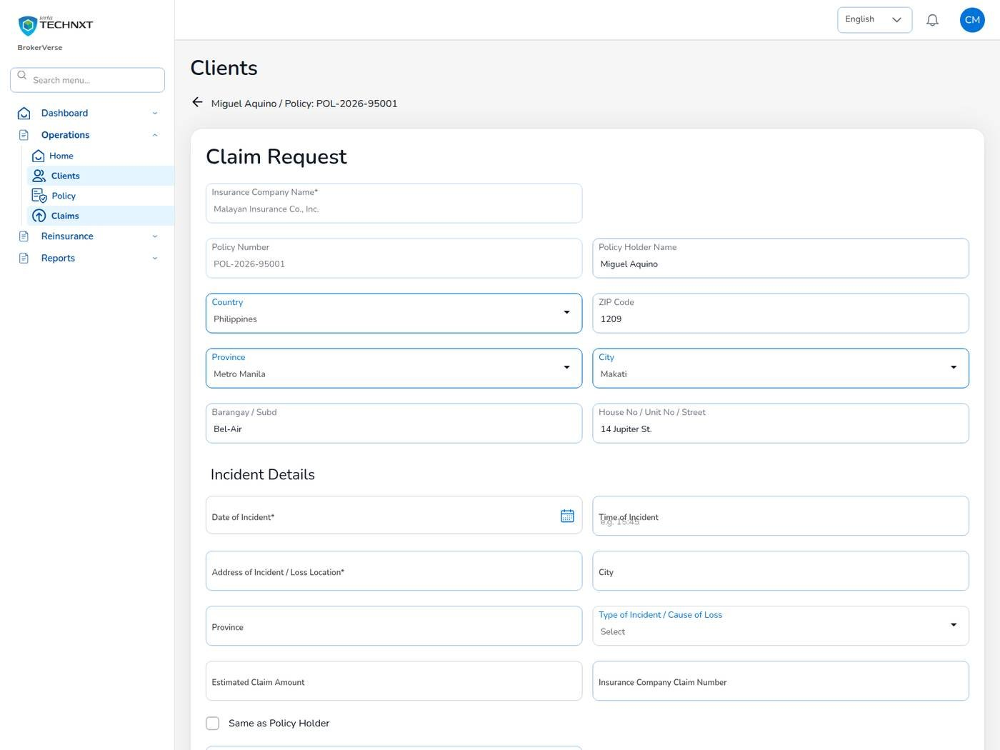 iorta
TECHNXT
BrokerVerse
English
CM
Search menu...
Dashboard
Operations
Home
Clients
Policy
Claims
Reinsurance
Reports
Clients
Miguel Aquino / Policy: POL-2026-95001
Claim Request
Insurance Company Name*
Malayan Insurance Co., Inc.
Policy Number
POL-2026-95001
Policy Holder Name
Miguel Aquino
Country
Philippines
ZIP Code
1209
Province
Metro Manila
City
Makati
Barangay / Subd
Bel-Air
House No / Unit No / Street
14 Jupiter St.
Incident Details
Date of Incident*
Time of Incident
e.g. 15:45
Address of Incident / Loss Location*
City
Province
Type of Incident / Cause of Loss
Select
Estimated Claim Amount
Insurance Company Claim Number
Same as Policy Holder